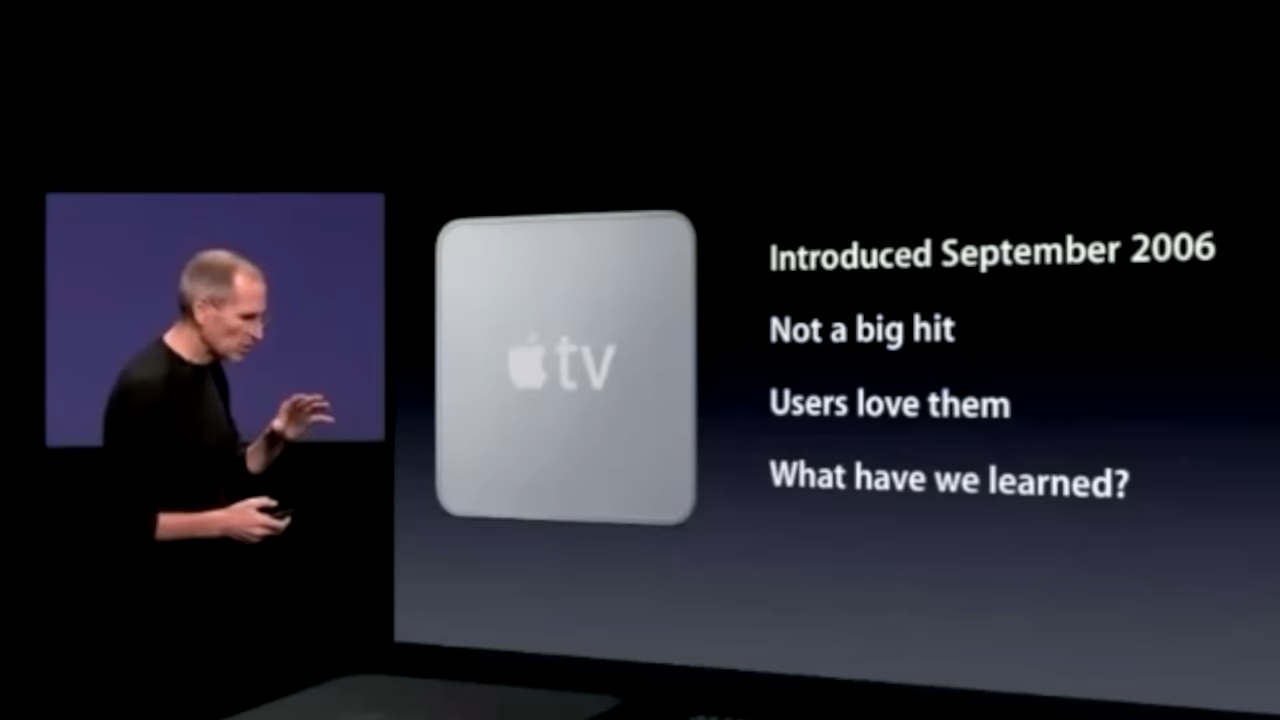 tv
Introduced September 2006
Not a big hit
Users love them
What have we learned?